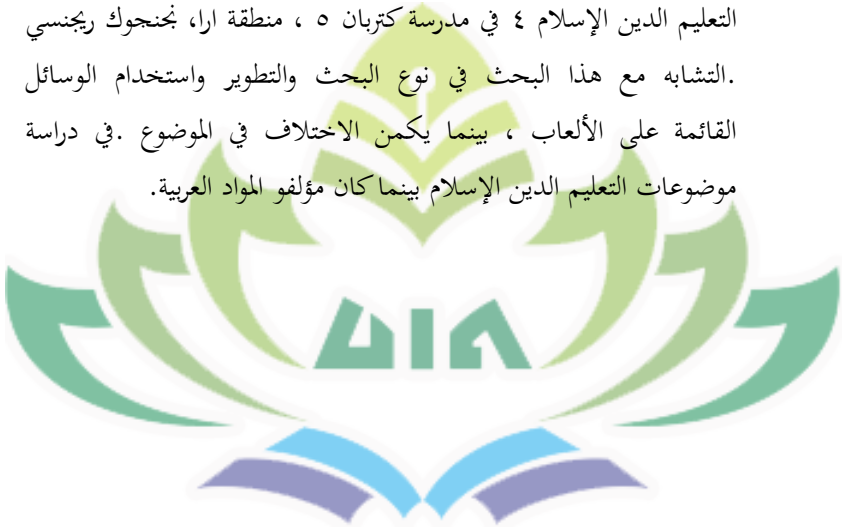 التعليم الدين الإسلام ٤ في مدرسة كتربان ٥ ، منطقة ارا، نجنجوك ريجنسي
.التشابه مع هذا البحث في نوع البحث والتطوير واستخدام الوسائل
القائمة على الألعاب ، بينما يكمن الاختلاف في الموضوع .في دراسة
موضوعات التعليم الدين الإسلام بينما كان مؤلفو المواد العربية.
UIN